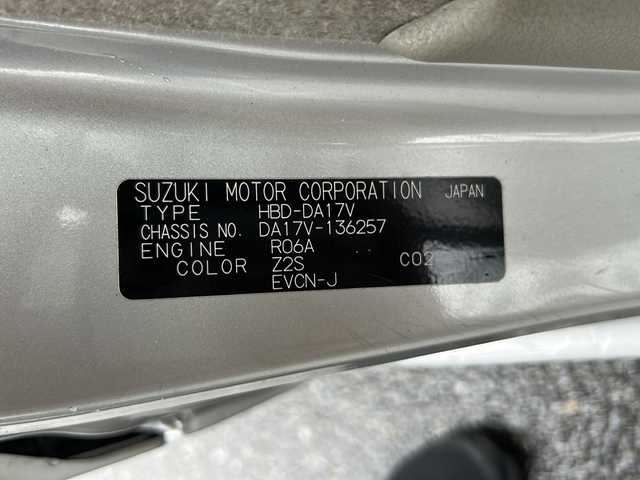 SUZUKI MOTOR CORPORATION JAPAN
TYPE HBD-DA17V
CHASSIS NO. DA17V-136257
ENGINE R06A
COLOR Z2S C02
EVCN-J